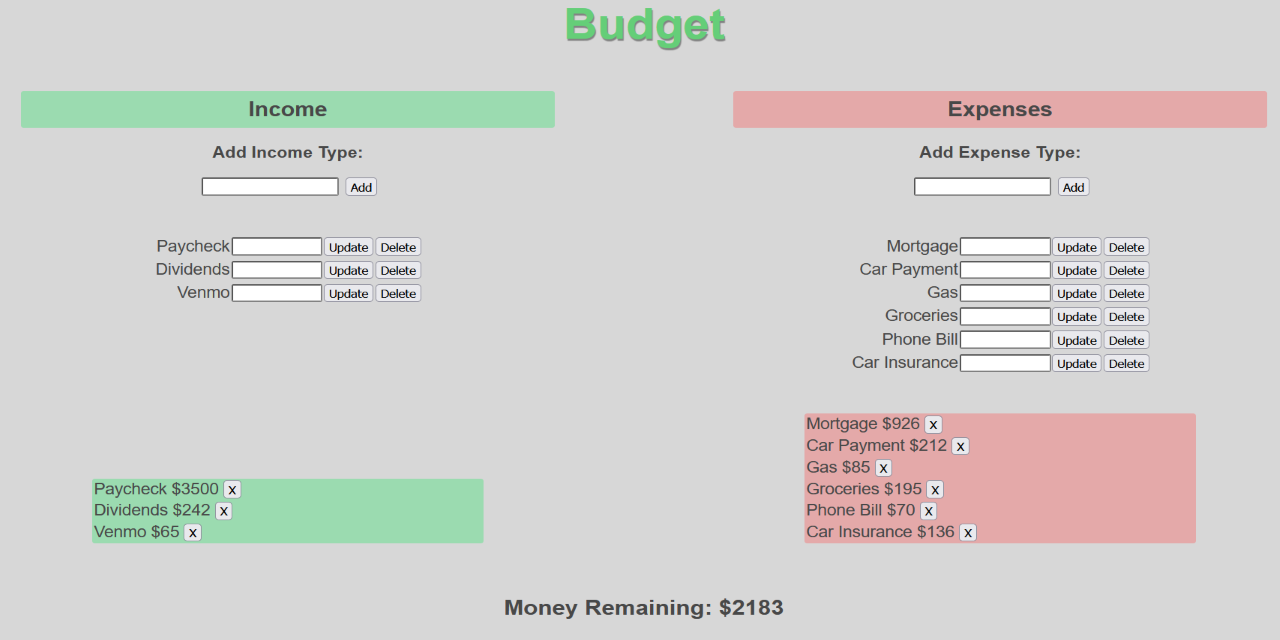 Budget
Income
Add Income Type:
Add
Paycheck Update Delete
Dividends Update Delete
Venmo Update Delete
Paycheck $3500 x
Dividends $242 x
Venmo $65 x
Expenses
Add Expense Type:
Add
Mortgage Update Delete
Car Payment Update Delete
Gas Update Delete
Groceries Update Delete
Phone Bill Update Delete
Car Insurance Update Delete
Mortgage $926 x
Car Payment $212 x
Gas $85 x
Groceries $195 x
Phone Bill $70 x
Car Insurance $136 x
Money Remaining: $2183